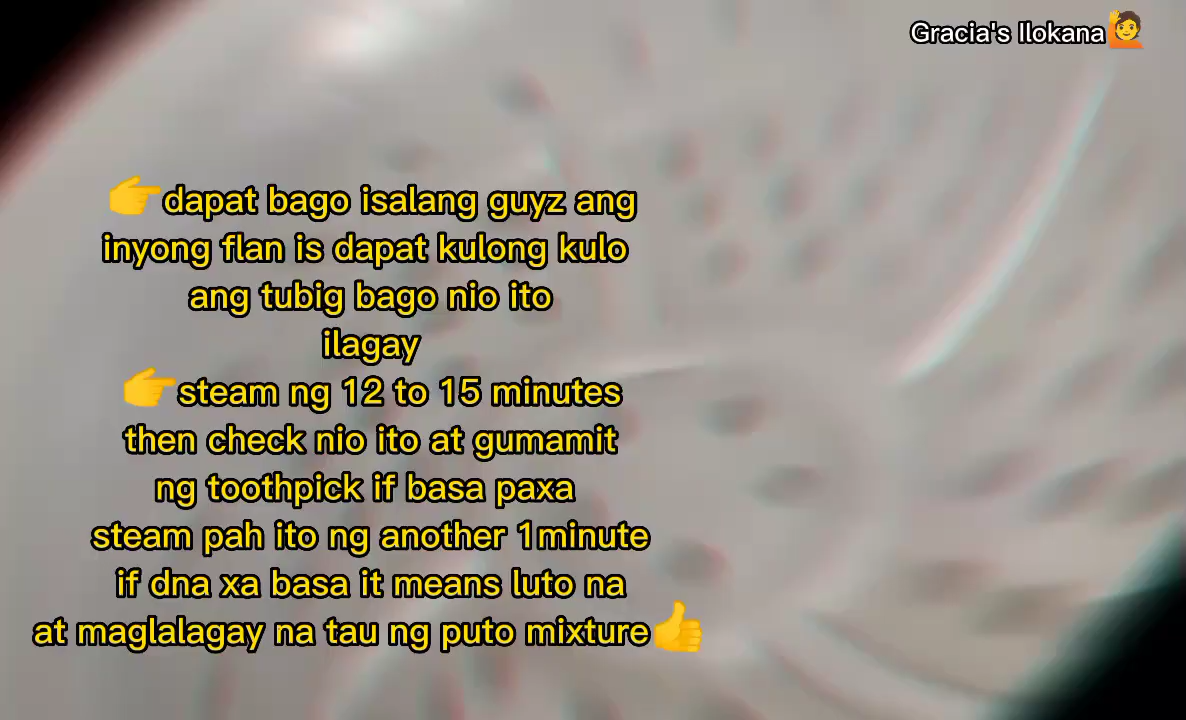 Gracia's Ilokana🙋
👉dapat bago isalang guyz ang
inyong flan is dapat kulong kulo
ang tubig bago nio ito
ilagay
👉steam ng 12 to 15 minutes
then check nio ito at gumamit
ng toothpick if basa paxa
steam pah ito ng another 1minute
if dna xa basa it means luto na
at maglalagay na tau ng puto mixture👍